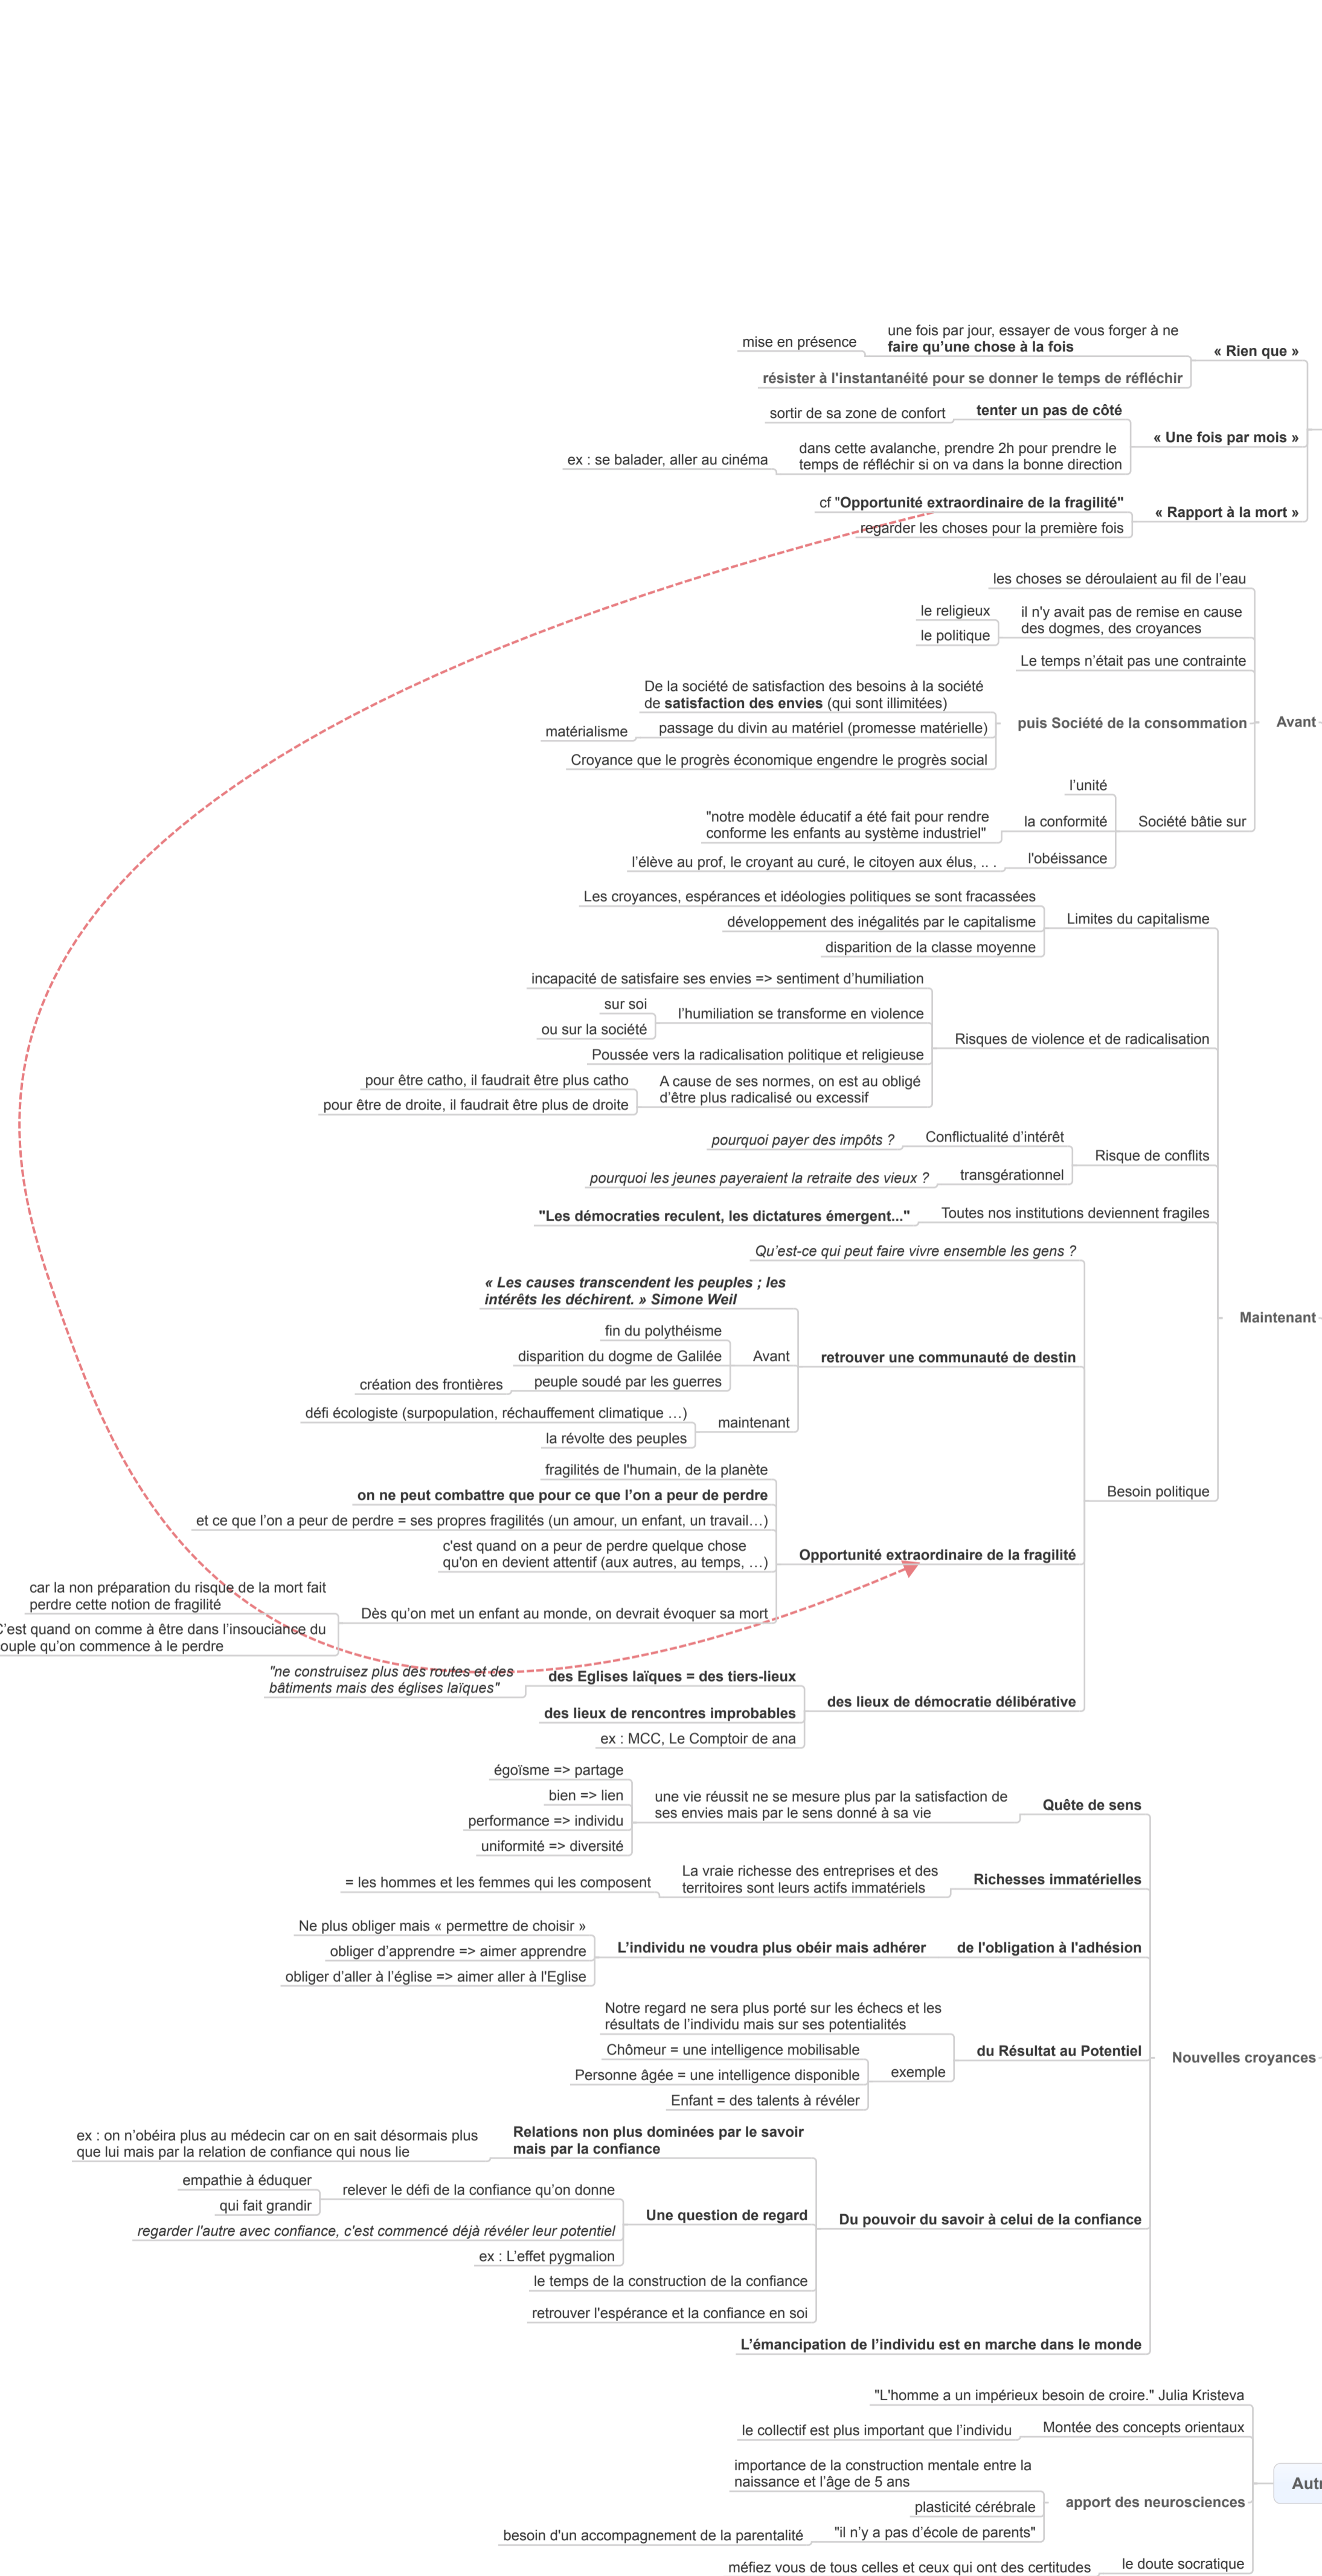 « Rien que »
une fois par jour, essayer de vous forger à ne
faire qu’une chose à la fois
mise en présence
résister à l'instantanéité pour se donner le temps de réfléchir
« Une fois par mois »
tenter un pas de côté
sortir de sa zone de confort
dans cette avalanche, prendre 2h pour prendre le
temps de réfléchir si on va dans la bonne direction
ex : se balader, aller au cinéma
« Rapport à la mort »
cf "Opportunité extraordinaire de la fragilité"
regarder les choses pour la première fois
Avant
les choses se déroulaient au fil de l’eau
il n'y avait pas de remise en cause
des dogmes, des croyances
le religieux
le politique
Le temps n’était pas une contrainte
puis Société de la consommation
De la société de satisfaction des besoins à la société
de satisfaction des envies (qui sont illimitées)
passage du divin au matériel (promesse matérielle)
matérialisme
Croyance que le progrès économique engendre le progrès social
Société bâtie sur
l’unité
la conformité
"notre modèle éducatif a été fait pour rendre
conforme les enfants au système industriel"
l'obéissance
l’élève au prof, le croyant au curé, le citoyen aux élus, .. .
Maintenant
Limites du capitalisme
Les croyances, espérances et idéologies politiques se sont fracassées
développement des inégalités par le capitalisme
disparition de la classe moyenne
Risques de violence et de radicalisation
incapacité de satisfaire ses envies => sentiment d’humiliation
l’humiliation se transforme en violence
sur soi
ou sur la société
Poussée vers la radicalisation politique et religieuse
A cause de ses normes, on est au obligé
d’être plus radicalisé ou excessif
pour être catho, il faudrait être plus catho
pour être de droite, il faudrait être plus de droite
Risque de conflits
Conflictualité d’intérêt
pourquoi payer des impôts ?
transgérationnel
pourquoi les jeunes payeraient la retraite des vieux ?
Toutes nos institutions deviennent fragiles
"Les démocraties reculent, les dictatures émergent..."
Besoin politique
Qu’est-ce qui peut faire vivre ensemble les gens ?
retrouver une communauté de destin
« Les causes transcendent les peuples ; les
intérêts les déchirent. » Simone Weil
Avant
fin du polythéisme
disparition du dogme de Galilée
peuple soudé par les guerres
création des frontières
maintenant
défi écologiste (surpopulation, réchauffement climatique …)
la révolte des peuples
Opportunité extraordinaire de la fragilité
fragilités de l'humain, de la planète
on ne peut combattre que pour ce que l’on a peur de perdre
et ce que l’on a peur de perdre = ses propres fragilités (un amour, un enfant, un travail…)
c'est quand on a peur de perdre quelque chose
qu'on en devient attentif (aux autres, au temps, …)
Dès qu’on met un enfant au monde, on devrait évoquer sa mort
car la non préparation du risque de la mort fait
perdre cette notion de fragilité
C’est quand on comme à être dans l’insouciance du
ouple qu’on commence à le perdre
des lieux de démocratie délibérative
des Eglises laïques = des tiers-lieux
"ne construisez plus des routes et des
bâtiments mais des églises laïques"
des lieux de rencontres improbables
ex : MCC, Le Comptoir de ana
Nouvelles croyances
Quête de sens
une vie réussit ne se mesure plus par la satisfaction de
ses envies mais par le sens donné à sa vie
égoïsme => partage
bien => lien
performance => individu
uniformité => diversité
Richesses immatérielles
La vraie richesse des entreprises et des
territoires sont leurs actifs immatériels
= les hommes et les femmes qui les composent
de l'obligation à l'adhésion
L’individu ne voudra plus obéir mais adhérer
Ne plus obliger mais « permettre de choisir »
obliger d’apprendre => aimer apprendre
obliger d’aller à l’église => aimer aller à l'Eglise
du Résultat au Potentiel
Notre regard ne sera plus porté sur les échecs et les
résultats de l’individu mais sur ses potentialités
exemple
Chômeur = une intelligence mobilisable
Personne âgée = une intelligence disponible
Enfant = des talents à révéler
Du pouvoir du savoir à celui de la confiance
Relations non plus dominées par le savoir
mais par la confiance
ex : on n’obéira plus au médecin car on en sait désormais plus
que lui mais par la relation de confiance qui nous lie
Une question de regard
relever le défi de la confiance qu’on donne
empathie à éduquer
qui fait grandir
regarder l'autre avec confiance, c'est commencé déjà révéler leur potentiel
ex : L’effet pygmalion
le temps de la construction de la confiance
retrouver l'espérance et la confiance en soi
L’émancipation de l’individu est en marche dans le monde
Autr
"L'homme a un impérieux besoin de croire." Julia Kristeva
Montée des concepts orientaux
le collectif est plus important que l’individu
apport des neurosciences
importance de la construction mentale entre la
naissance et l’âge de 5 ans
plasticité cérébrale
"il n’y a pas d’école de parents"
besoin d'un accompagnement de la parentalité
le doute socratique
méfiez vous de tous celles et ceux qui ont des certitudes